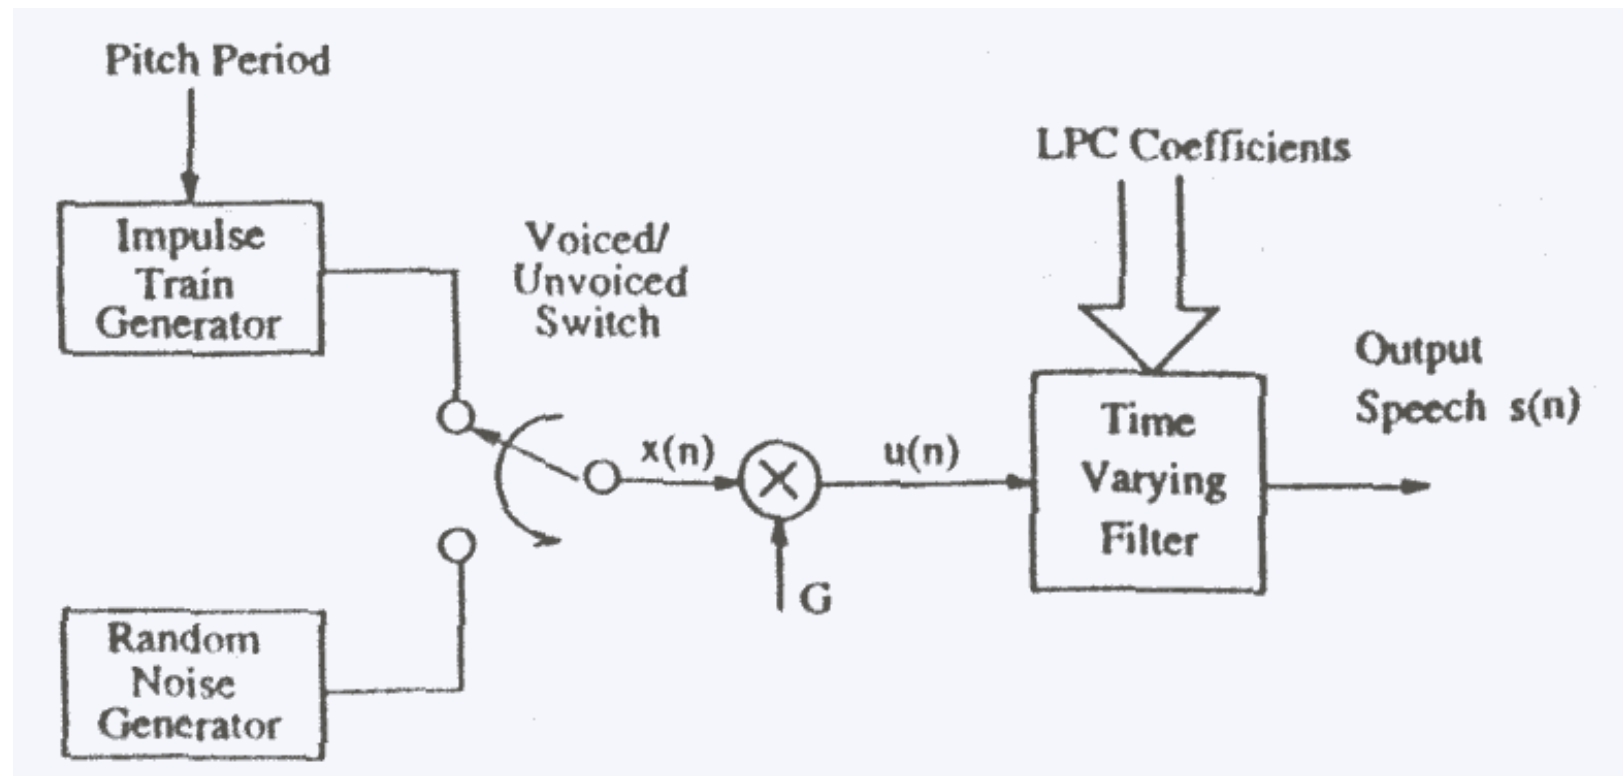 Pitch Period
Impulse
Train
Generator
Voiced/
Unvoiced
Switch
LPC Coefficients
x(n)
u(n)
G
Time
Varying
Filter
Output
Speech s(n)
Random
Noise
Generator